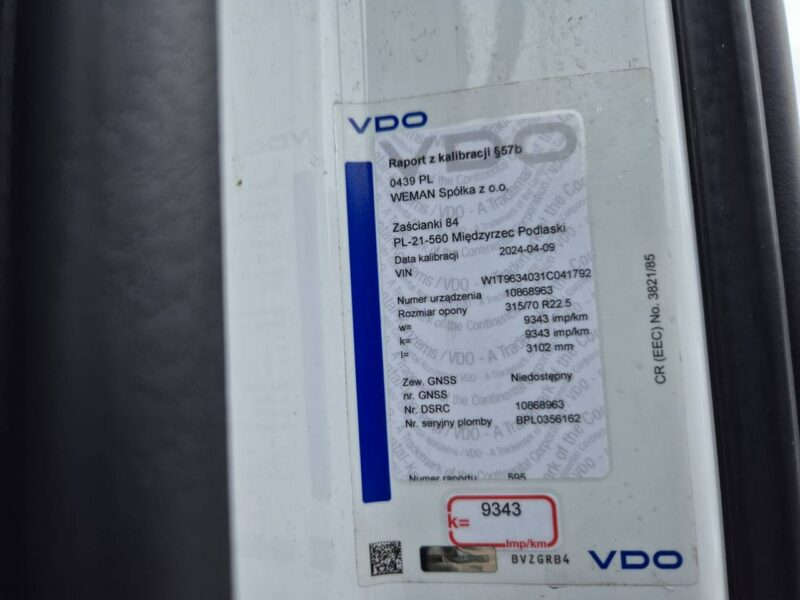 VDO
Raport z kalibracji §57b
0439 PL
WEMAN Spółka z o.o.
Zaścianki 84
PL-21-560 Międzyrzec Podlaski
Data kalibracji 2024-04-09
VIN W1T9634031C041792
Numer urządzenia 10868963
Rozmiar opony 315/70 R22.5
w= 9343 imp/km
k= 9343 imp/km
l= 3102 mm
Zew. GNSS Niedostępny
nr. GNSS
Nr. DSRC 10868963
Nr. seryjny plomby BPL0356162
Numer raportu 595
k= 9343
Imp/km
BVZGRB4
VDO
CR (EEC) No. 3821/85